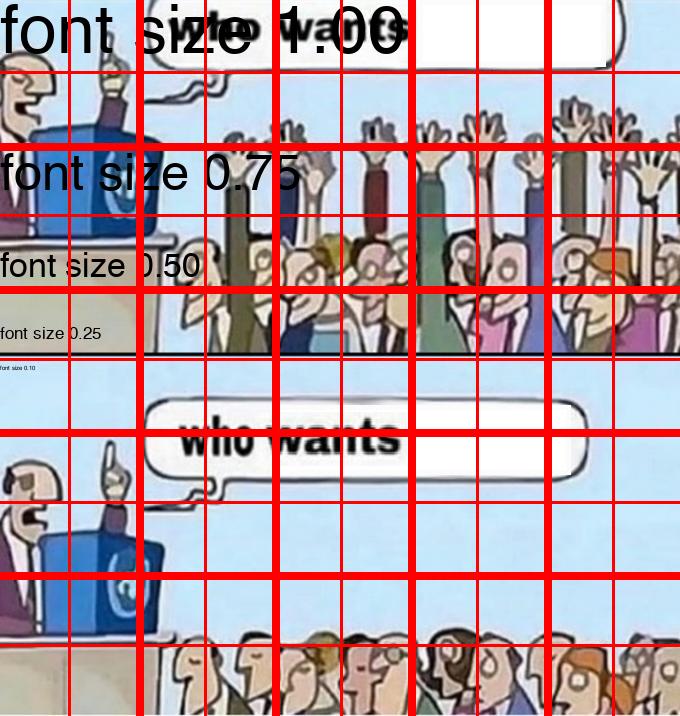 font size 1.00
who wants
font size 0.75
font size 0.50
font size 0.25
font size 0.10
who wants